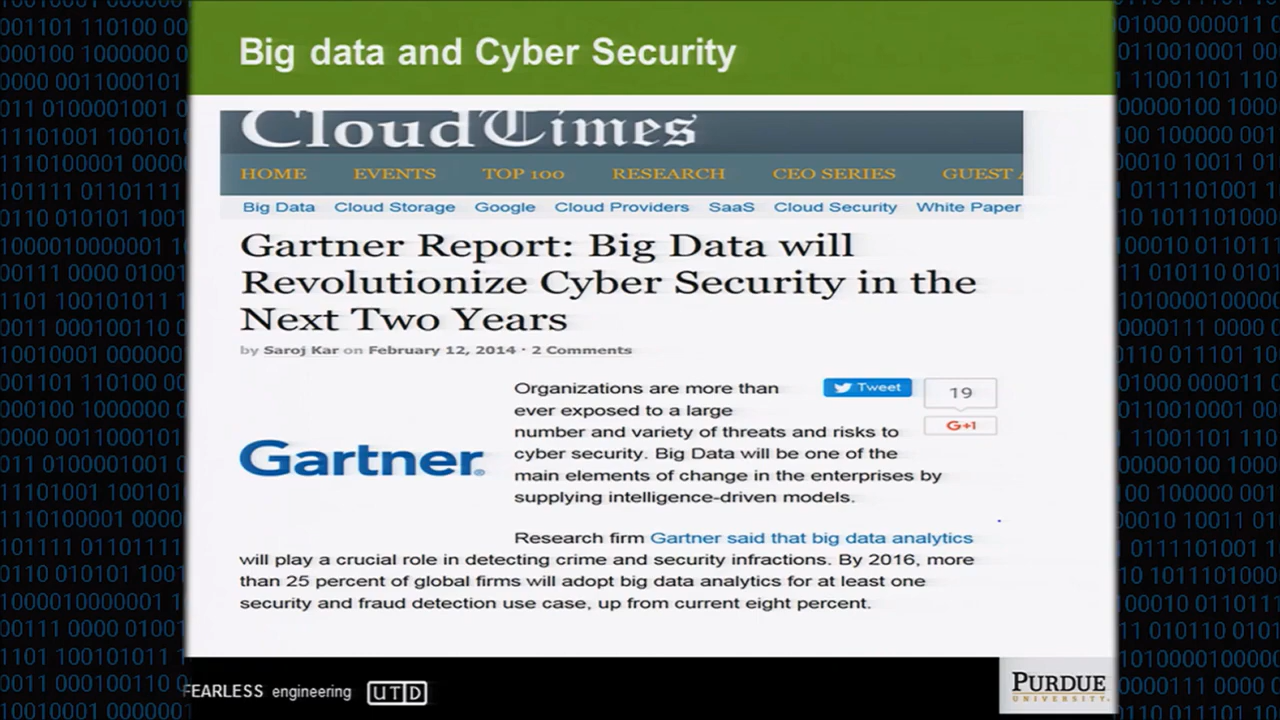 Big data and Cyber Security
CloudTimes
HOME EVENTS TOP 100 RESEARCH CEO SERIES GUEST
Big Data Cloud Storage Google Cloud Providers SaaS Cloud Security White Paper
Gartner Report: Big Data will
Revolutionize Cyber Security in the
Next Two Years
by Saroj Kar on February 12, 2014 · 2 Comments
Organizations are more than
ever exposed to a large
number and variety of threats and risks to
cyber security. Big Data will be one of the
main elements of change in the enterprises by
supplying intelligence-driven models.
Tweet
19
G+1
Gartner®
Research firm Gartner said that big data analytics
will play a crucial role in detecting crime and security infractions. By 2016, more
than 25 percent of global firms will adopt big data analytics for at least one
security and fraud detection use case, up from current eight percent.
FEARLESS engineering UTD
PURDUE
UNIVERSITY